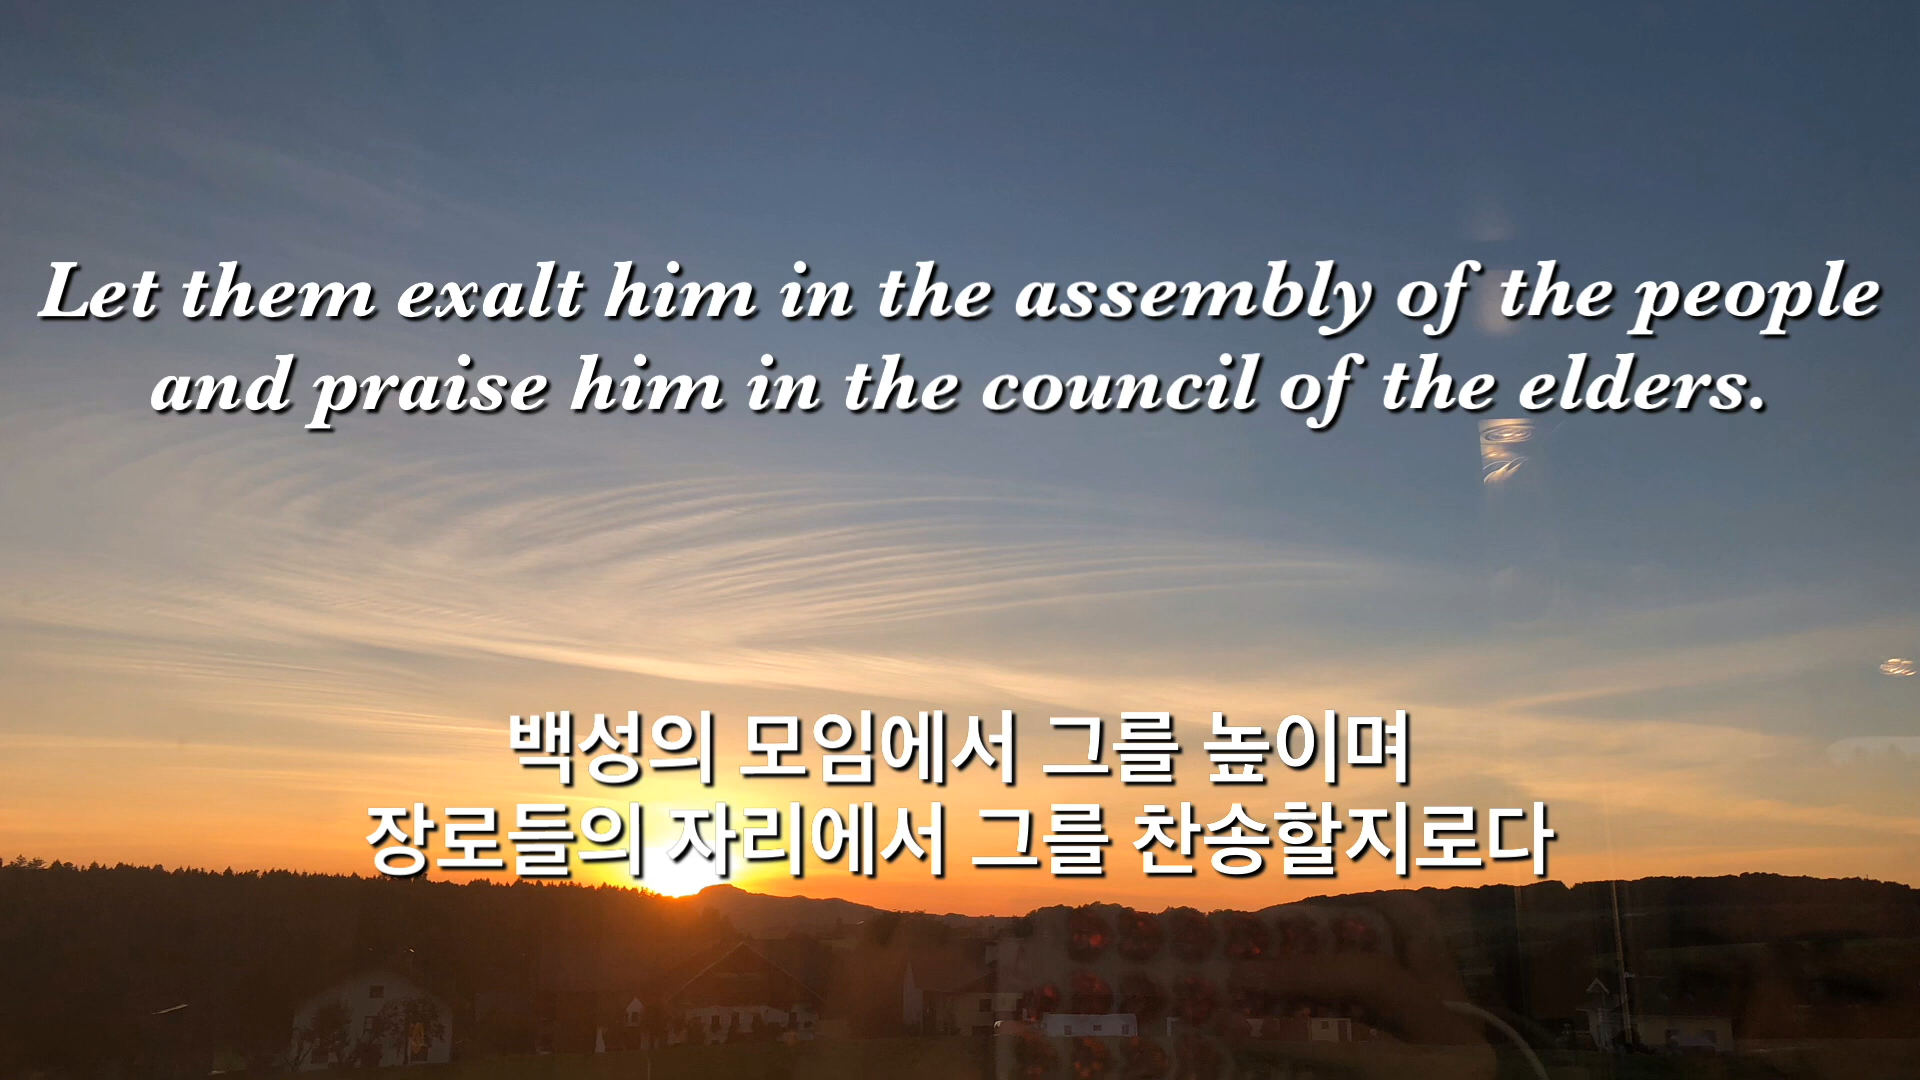 Let them exalt him in the assembly of the people
and praise him in the council of the elders.
백성의 모임에서 그를 높이며
장로들의 자리에서 그를 찬송할지로다